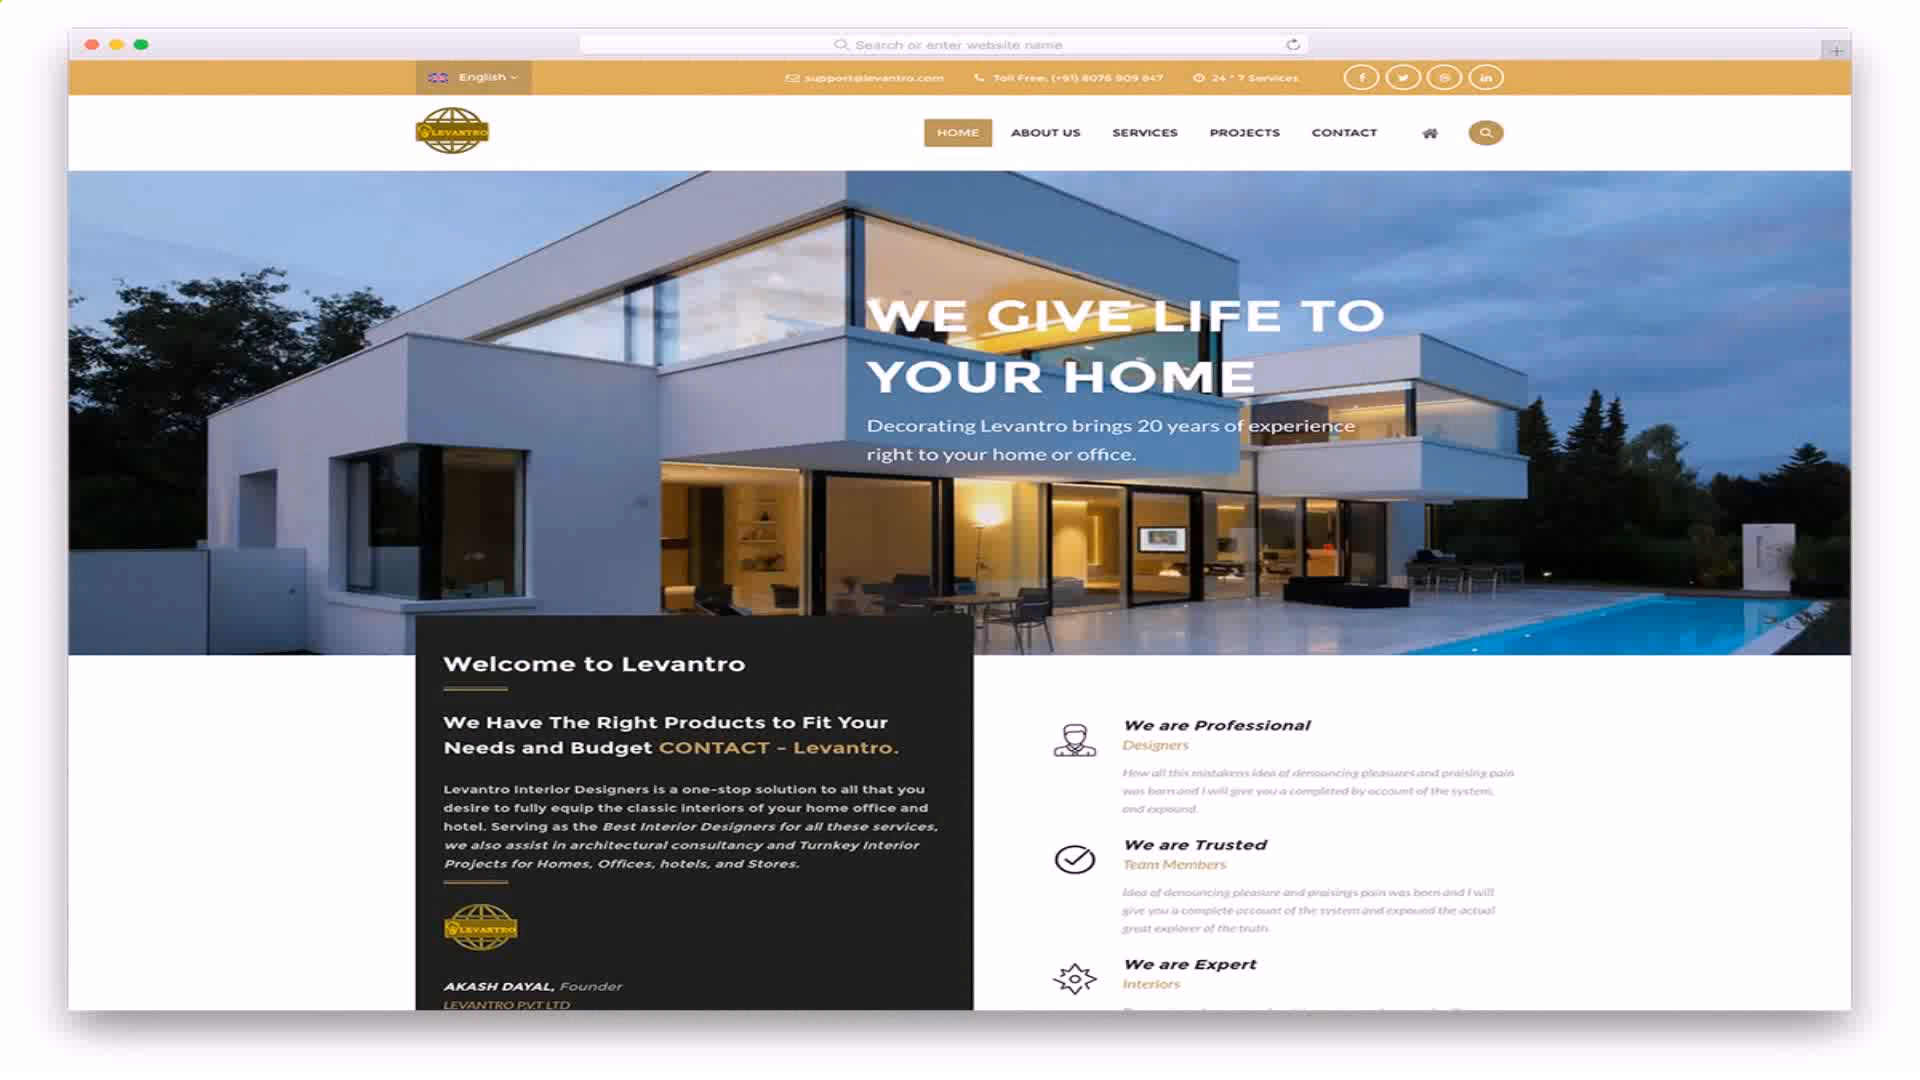 Search or enter website name
English
support@levantro.com
Toll Free: (+91) 8076 909 847
24 * 7 Services
LEVANTRO
HOME
ABOUT US
SERVICES
PROJECTS
CONTACT
WE GIVE LIFE TO
YOUR HOME
Decorating Levantro brings 20 years of experience
right to your home or office.
Welcome to Levantro
We Have The Right Products to Fit Your
Needs and Budget CONTACT - Levantro.
Levantro Interior Designers is a one-stop solution to all that you
desire to fully equip the classic interiors of your home office and
hotel. Serving as the Best Interior Designers for all these services,
we also assist in architectural consultancy and Turnkey Interior
Projects for Homes, Offices, hotels, and Stores.
LEVANTRO
AKASH DAYAL, Founder
LEVANTRO P.VT.LTD
We are Professional
Designers
How all this mistakens idea of denouncing pleasures and praising pain
was born and I will give you a completed by account of the system,
and expound.
We are Trusted
Team Members
Idea of denouncing pleasure and praisings pain was born and I will
give you a complete account of the system and expound the actual
great explorer of the truth.
We are Expert
Interiors